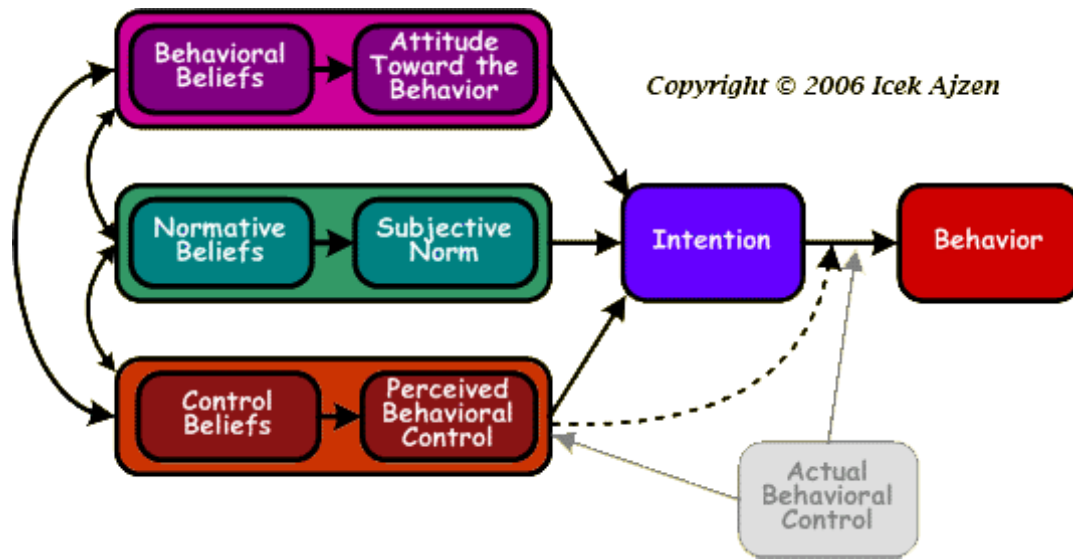 Behavioral
Beliefs
Attitude
Toward the
Behavior
Copyright © 2006 Icek Ajzen
Normative
Beliefs
Subjective
Norm
Intention
Behavior
Control
Beliefs
Perceived
Behavioral
Control
Actual
Behavioral
Control